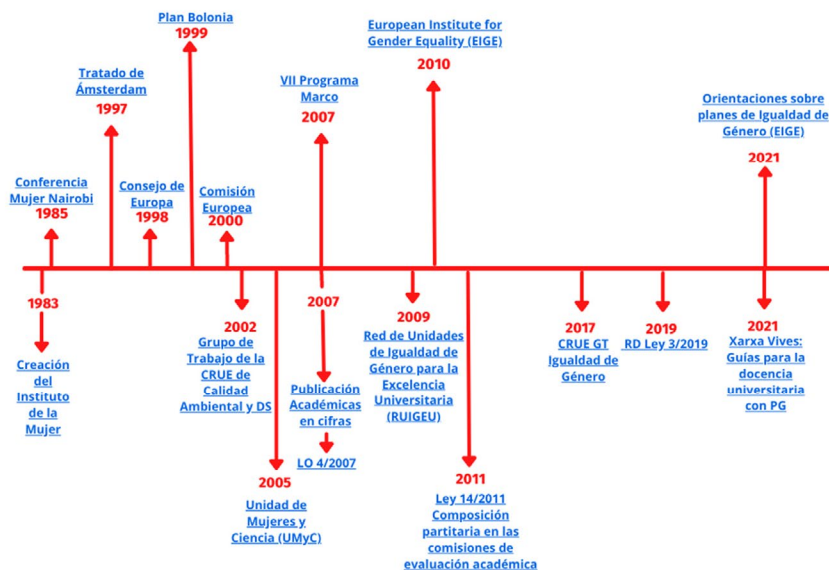 Plan Bolonia
1999
European Institute for
Gender Equality (EIGE)
2010
Tratado de
Ámsterdam
1997
VII Programa
Marco
2007
Orientaciones sobre
planes de Igualdad de
Género (EIGE)
2021
Conferencia
Mujer Nairobi
1985
Consejo de
Europa
1998
Comisión
Europea
2000
1983
Creación
del
Instituto
de la
Mujer
2002
Grupo de
Trabajo de la
CRUE de
Calidad
Ambiental y DS
2005
Unidad de
Mujeres y
Ciencia (UMyC)
2007
Publicación
Académicas
en cifras
LO 4/2007
2009
Red de Unidades
de Igualdad de
Género para la
Excelencia
Universitaria
(RUIGEU)
2011
Ley 14/2011
Composición
partitaria en las
comisiones de
evaluación académica
2017
CRUE GT
Igualdad de
Género
2019
RD Ley 3/2019
2021
Xarxa Vives:
Guías para la
docencia
universitaria
con PG